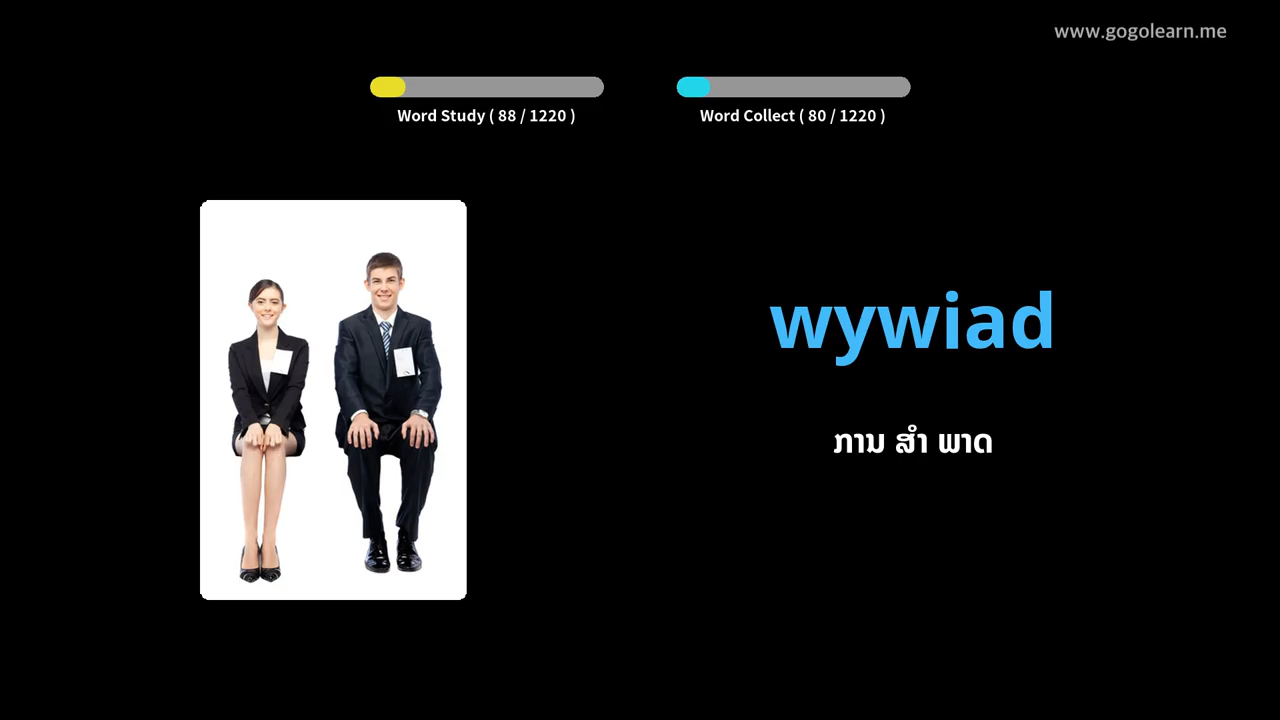 www.gogolearn.me
Word Study ( 88 / 1220 )
Word Collect ( 80 / 1220 )
wywiad
ການ ສຳ ພາດ